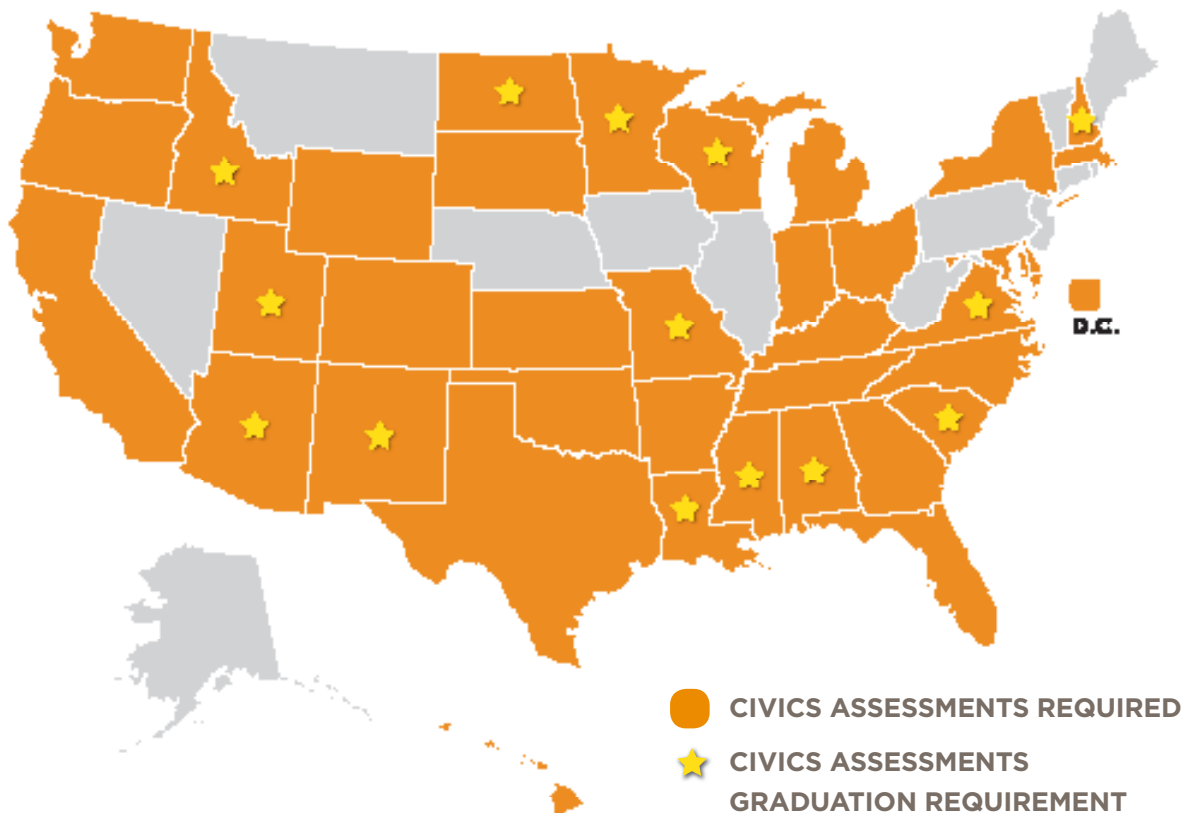 D.C.
CIVICS ASSESSMENTS REQUIRED
CIVICS ASSESSMENTS
GRADUATION REQUIREMENT